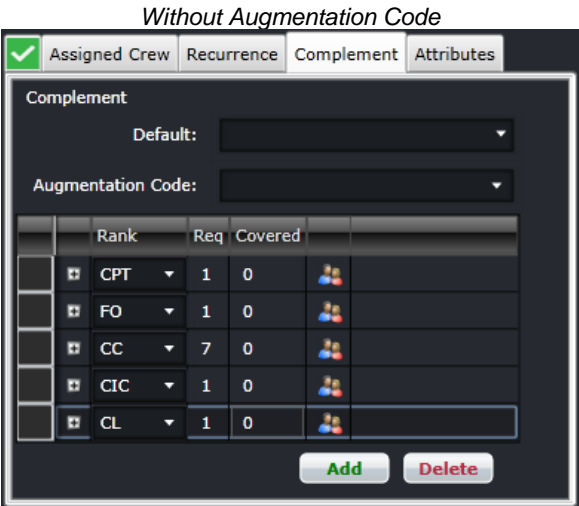 Without Augmentation Code
Assigned Crew Recurrence Complement Attributes
Complement
Default:
Augmentation Code:
Rank Req Covered
CPT 1 0
FO 1 0
CC 7 0
CIC 1 0
CL 1 0
Add Delete